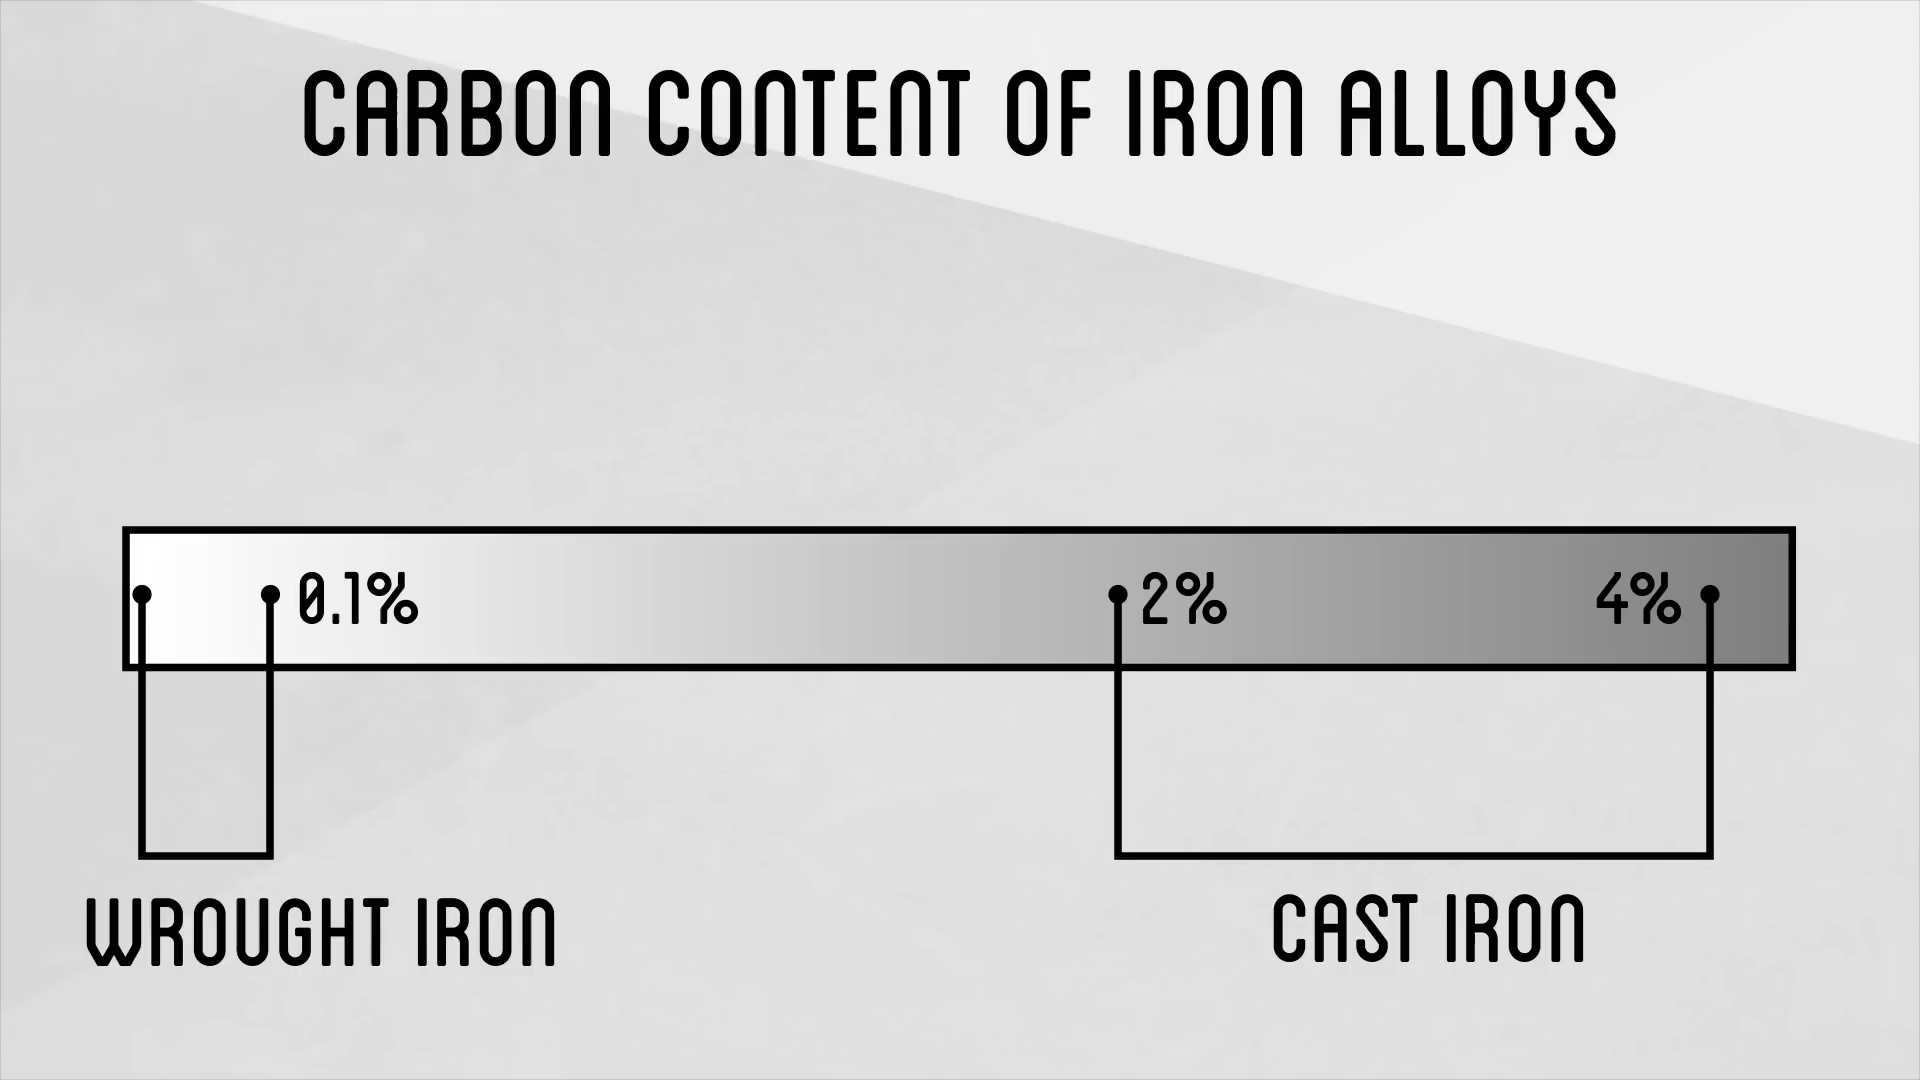 CARBON CONTENT OF IRON ALLOYS
0.1% 2% 4%
WROUGHT IRON CAST IRON